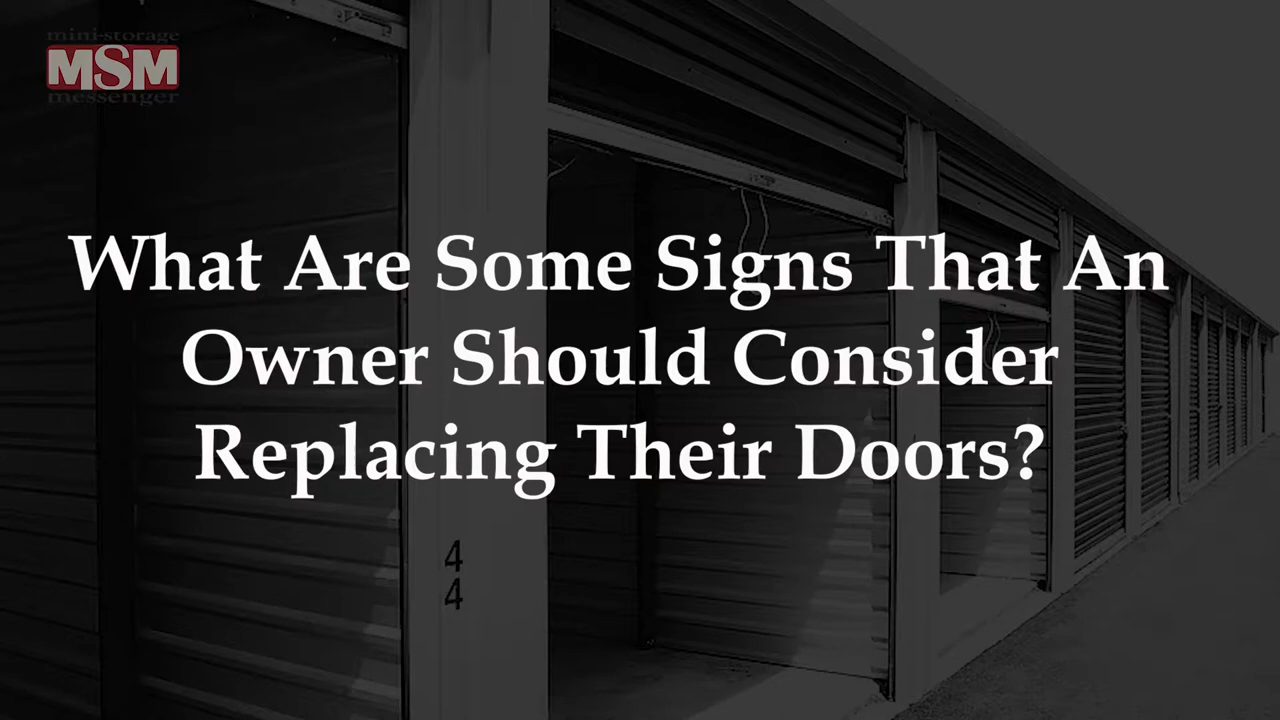 mini-storage
MSM
messenger
What Are Some Signs That An
Owner Should Consider
Replacing Their Doors?
4
4